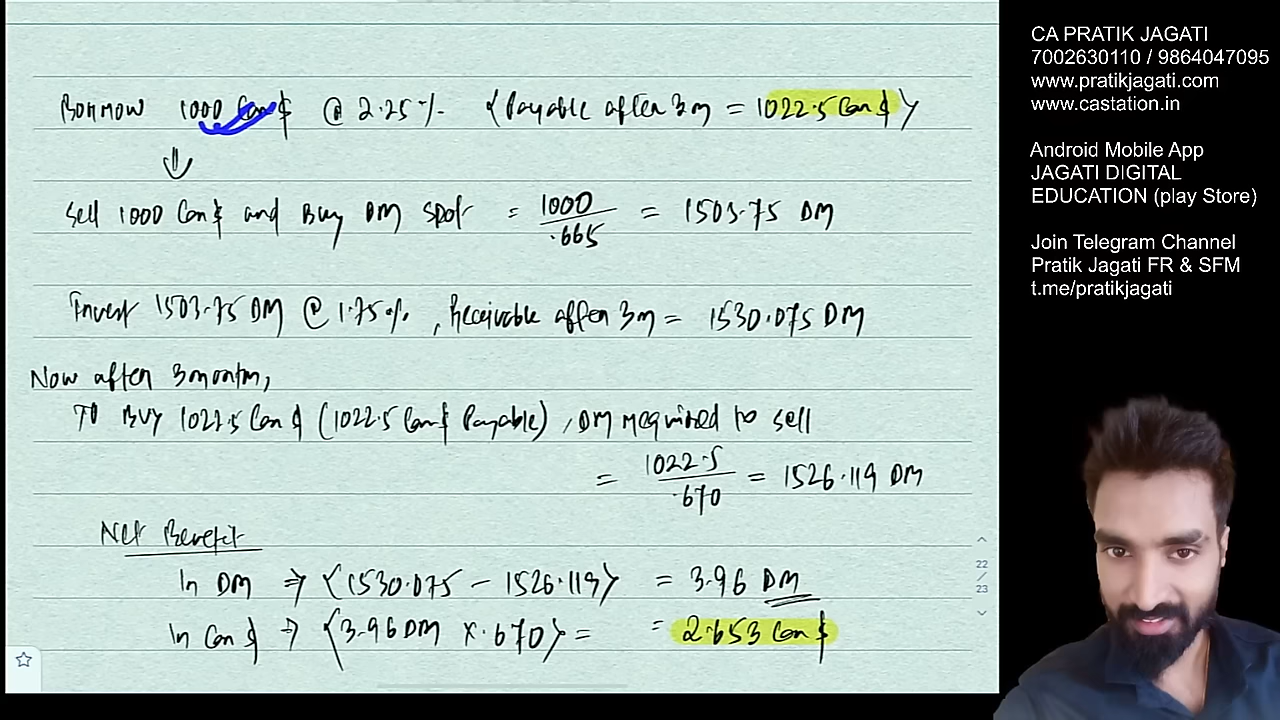 Borrow 1000 Can$ @ 2.25% {Payable after 3m = 1022.5 Can $}
Sell 1000 Can$ and Buy DM Spot = 1000 / .665 = 1503.75 DM
Invest 1503.75 DM @ 1.75%, Receivable after 3m = 1530.075 DM
Now after 3 months,
TO BUY 1022.5 Can $ (1022.5 Can$ Payable), DM required to sell
= 1022.5 / .670 = 1526.119 DM
Net Benefit
In DM ⇒ {1530.075 - 1526.119} = 3.96 DM
In Can $ ⇒ {3.96 DM x .670} = = 2.653 Can $
22
/
23
CA PRATIK JAGATI
7002630110 / 9864047095
www.pratikjagati.com
www.castation.in
Android Mobile App
JAGATI DIGITAL
EDUCATION (play Store)
Join Telegram Channel
Pratik Jagati FR & SFM
t.me/pratikjagati